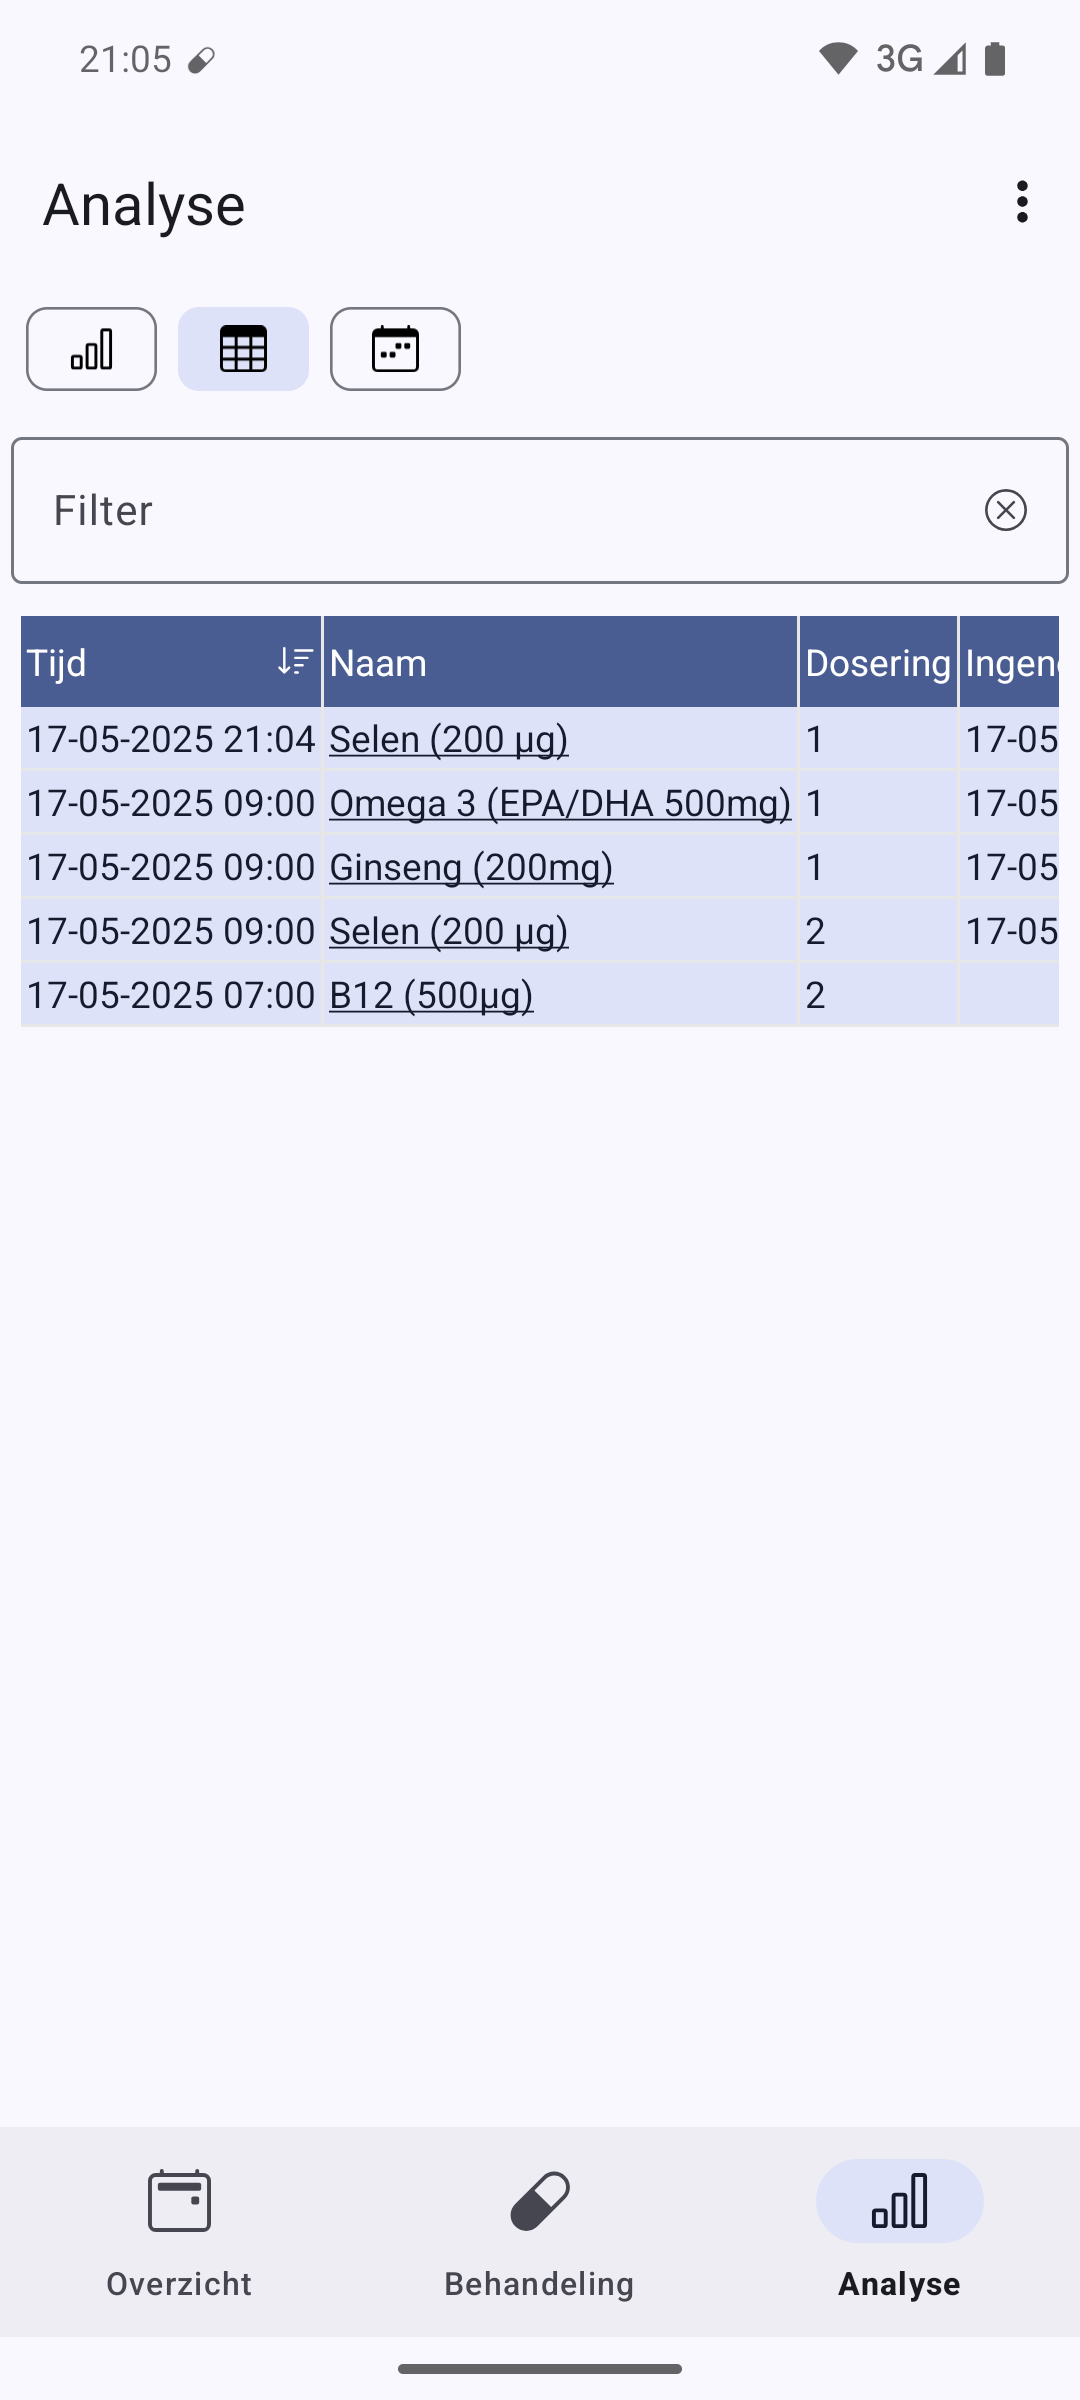 21:05
3G
Analyse
Filter
Tijd Naam Dosering
17-05-2025 21:04 Selen (200 µg) 1 17-05
17-05-2025 09:00 Omega 3 (EPA/DHA 500mg) 1 17-05
17-05-2025 09:00 Ginseng (200mg) 1 17-05
17-05-2025 09:00 Selen (200 µg) 2 17-05
17-05-2025 07:00 B12 (500µg) 2
Overzicht Behandeling Analyse